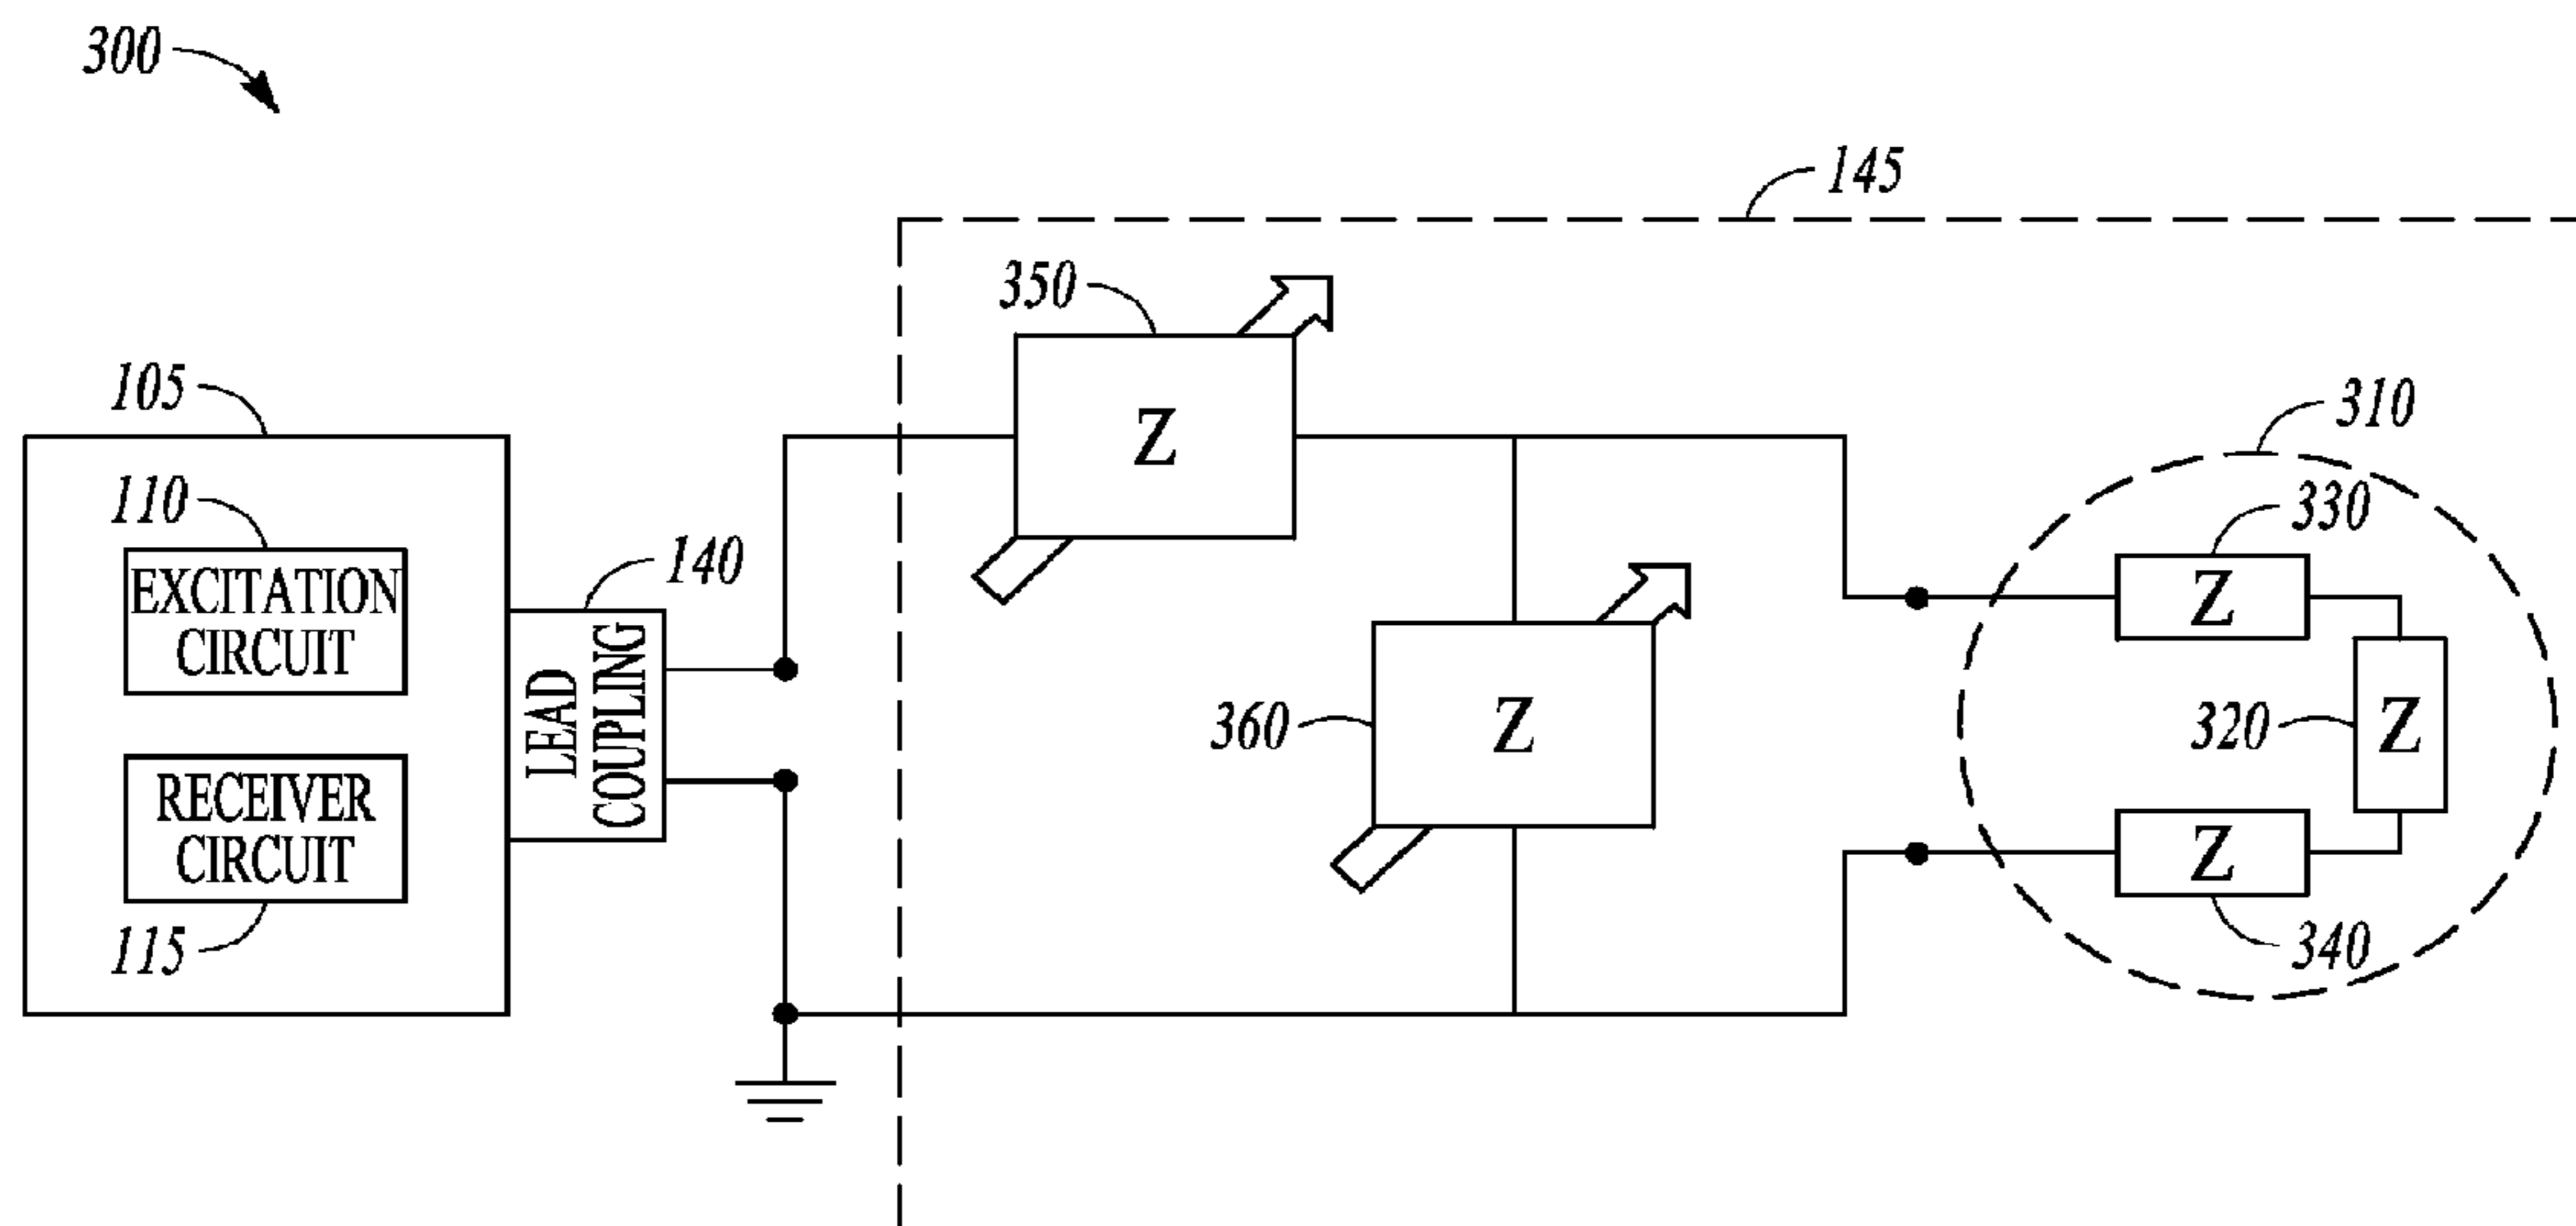 300
145
350
Z
105
310
110
330
Z
EXCITATION
CIRCUIT
140
LEAD
COUPLING
360
Z
320
Z
RECEIVER
CIRCUIT
Z
115
340